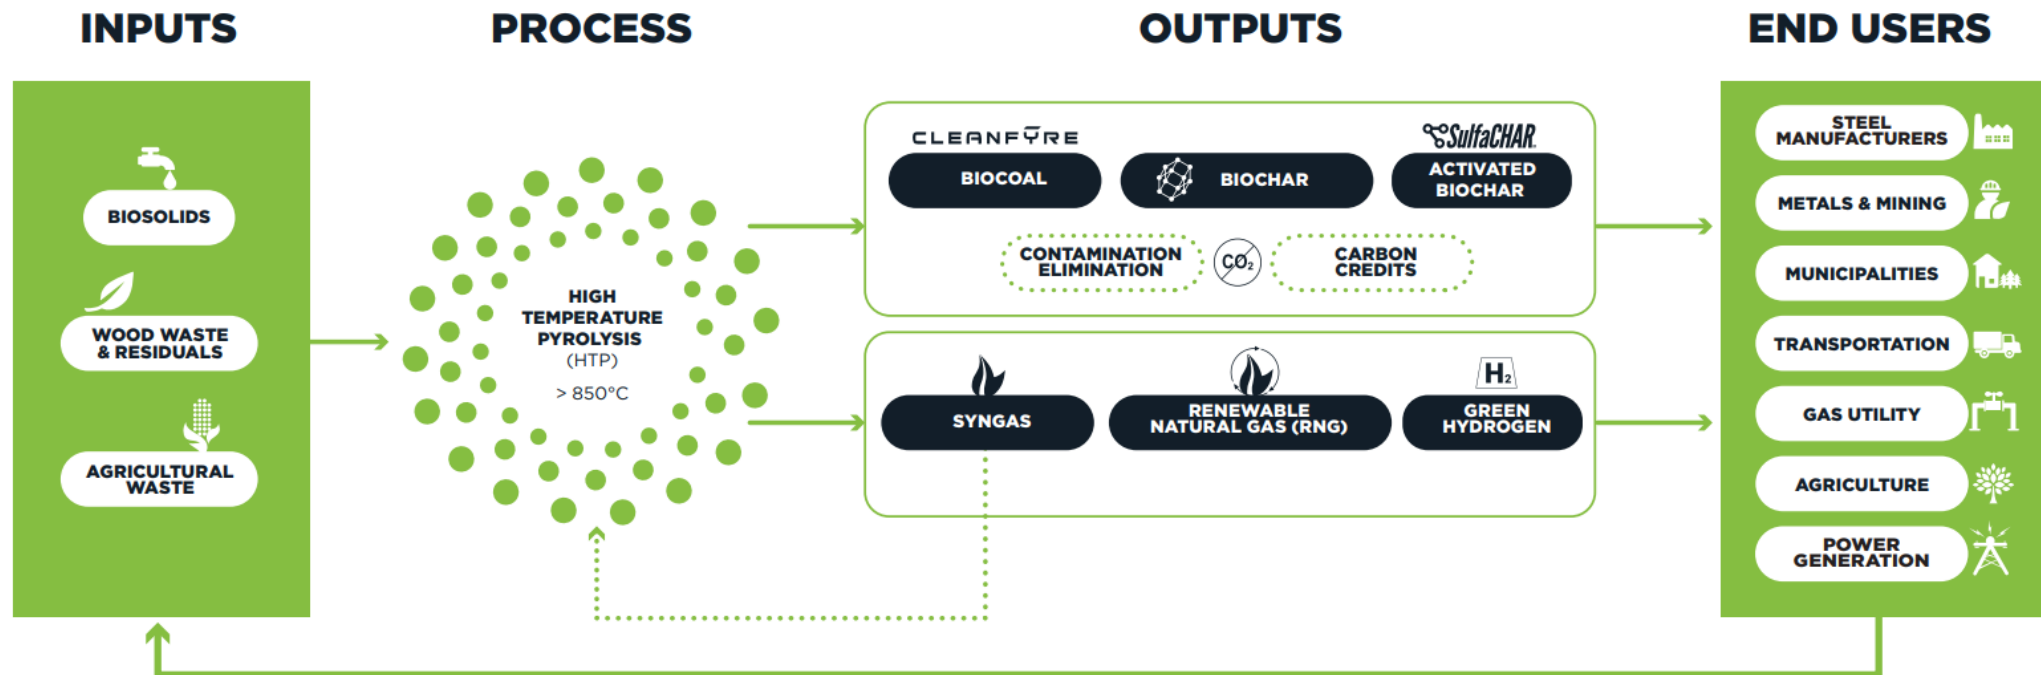 INPUTS
PROCESS
OUTPUTS
END USERS
BIOSOLIDS
WOOD WASTE
& RESIDUALS
AGRICULTURAL
WASTE
HIGH
TEMPERATURE
PYROLYSIS
(HTP)
> 850°C
CLEANFYRE
BIOCOAL
BIOCHAR
SulfaCHAR
ACTIVATED
BIOCHAR
CONTAMINATION
ELIMINATION
CO₂
CARBON
CREDITS
SYNGAS
RENEWABLE
NATURAL GAS (RNG)
H₂
GREEN
HYDROGEN
STEEL
MANUFACTURERS
METALS & MINING
MUNICIPALITIES
TRANSPORTATION
GAS UTILITY
AGRICULTURE
POWER
GENERATION